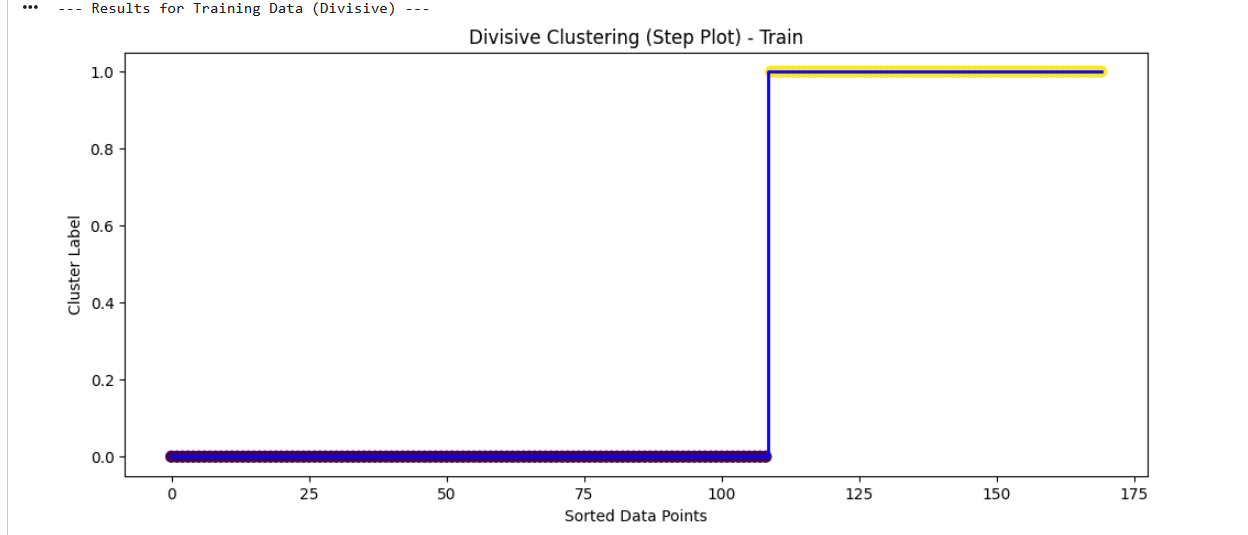 ••• --- Results for Training Data (Divisive) ---
Divisive Clustering (Step Plot) - Train
1.0
0.8
0.6
0.4
0.2
0.0
Cluster Label
0 25 50 75 100 125 150 175
Sorted Data Points